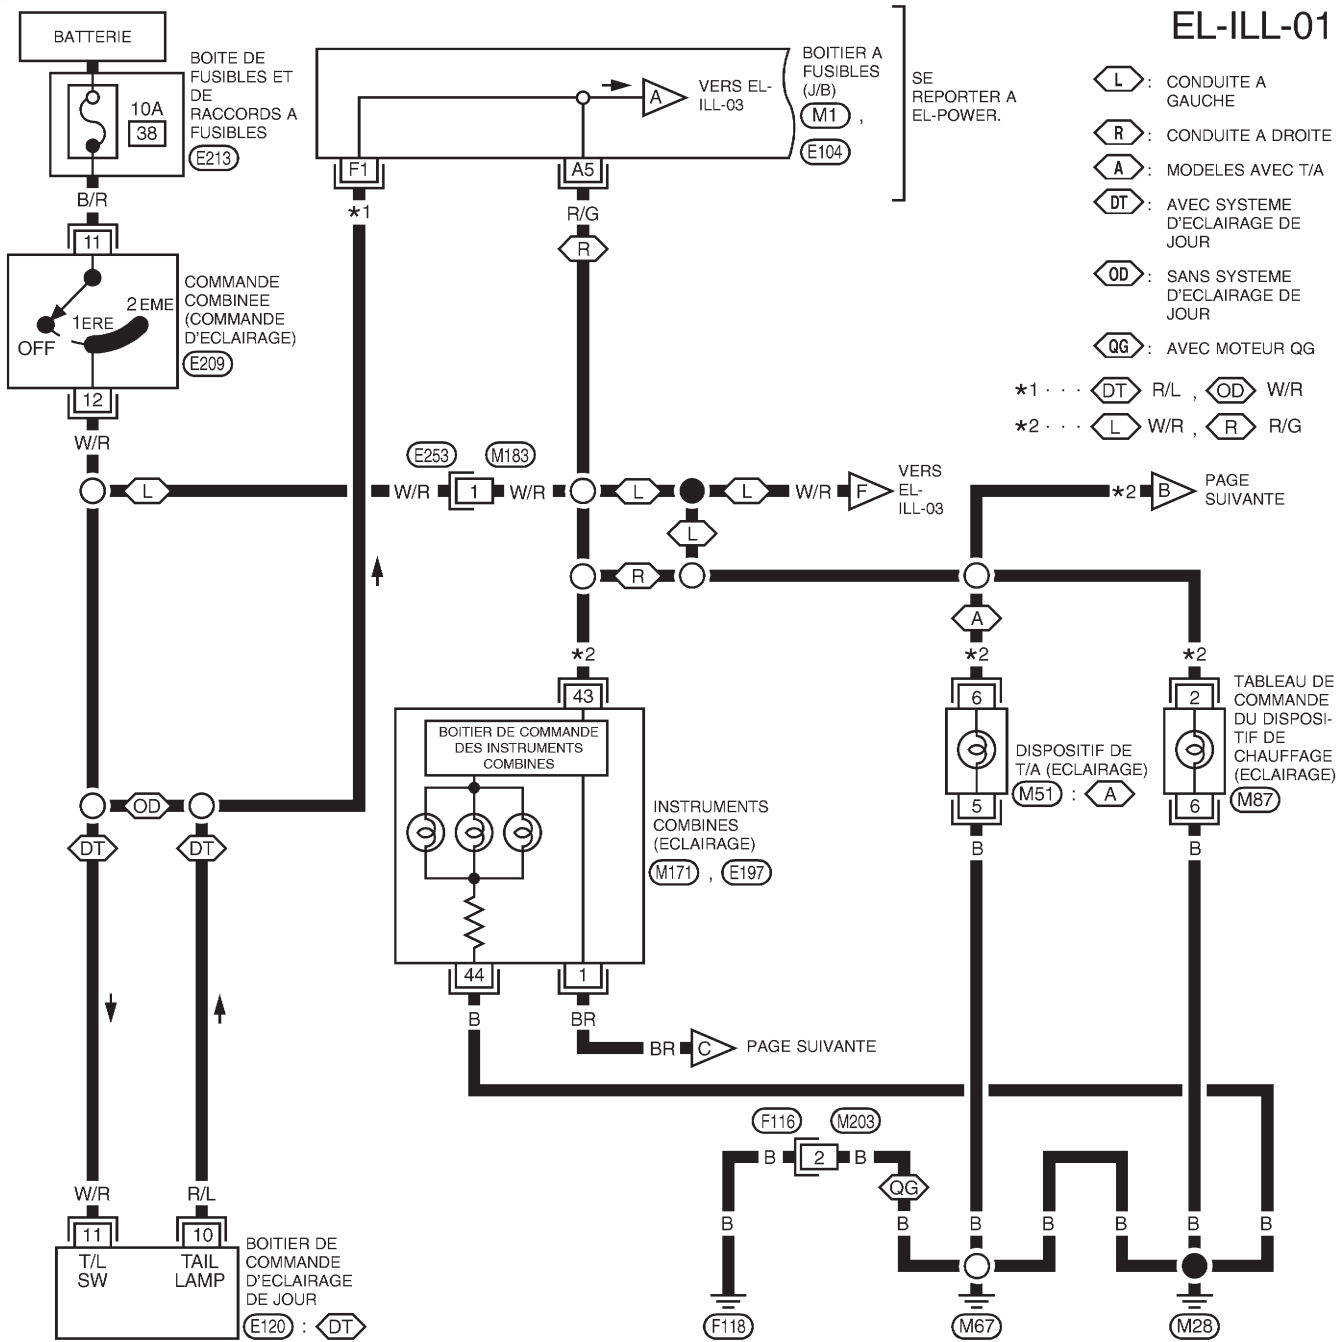 EL-ILL-01
BATTERIE
10A
38
BOITE DE
FUSIBLES ET
DE
RACCORDS A
FUSIBLES
E213
B/R
11
OFF
1ERE
2EME
COMMANDE
COMBINEE
(COMMANDE
D'ECLAIRAGE)
E209
12
W/R
A
VERS EL-
ILL-03
BOITIER A
FUSIBLES
(J/B)
M1 ,
E104
SE
REPORTER A
EL-POWER.
F1
*1
A5
R/G
R
L : CONDUITE A
GAUCHE
R : CONDUITE A DROITE
A : MODELES AVEC T/A
DT : AVEC SYSTEME
D'ECLAIRAGE DE
JOUR
OD : SANS SYSTEME
D'ECLAIRAGE DE
JOUR
QG : AVEC MOTEUR QG
*1 · · · DT R/L , OD W/R
*2 · · · L W/R , R R/G
E253
M183
L
W/R
1
W/R
L
L
W/R
F
VERS
EL-
ILL-03
*2
B
PAGE
SUIVANTE
L
R
A
*2
*2
*2
43
6
2
BOITIER DE COMMANDE
DES INSTRUMENTS
COMBINES
INSTRUMENTS
COMBINES
(ECLAIRAGE)
M171 , E197
DISPOSITIF DE
T/A (ECLAIRAGE)
M51 : A
TABLEAU DE
COMMANDE
DU DISPOSI-
TIF DE
CHAUFFAGE
(ECLAIRAGE)
M87
5
6
B
B
OD
DT
DT
44
1
B
BR
BR
C
PAGE SUIVANTE
F116
M203
B
2
B
QG
W/R
R/L
B
B
B
B
B
B
B
11
10
T/L
SW
TAIL
LAMP
BOITIER DE
COMMANDE
D'ECLAIRAGE
DE JOUR
E120 : DT
F118
M67
M28